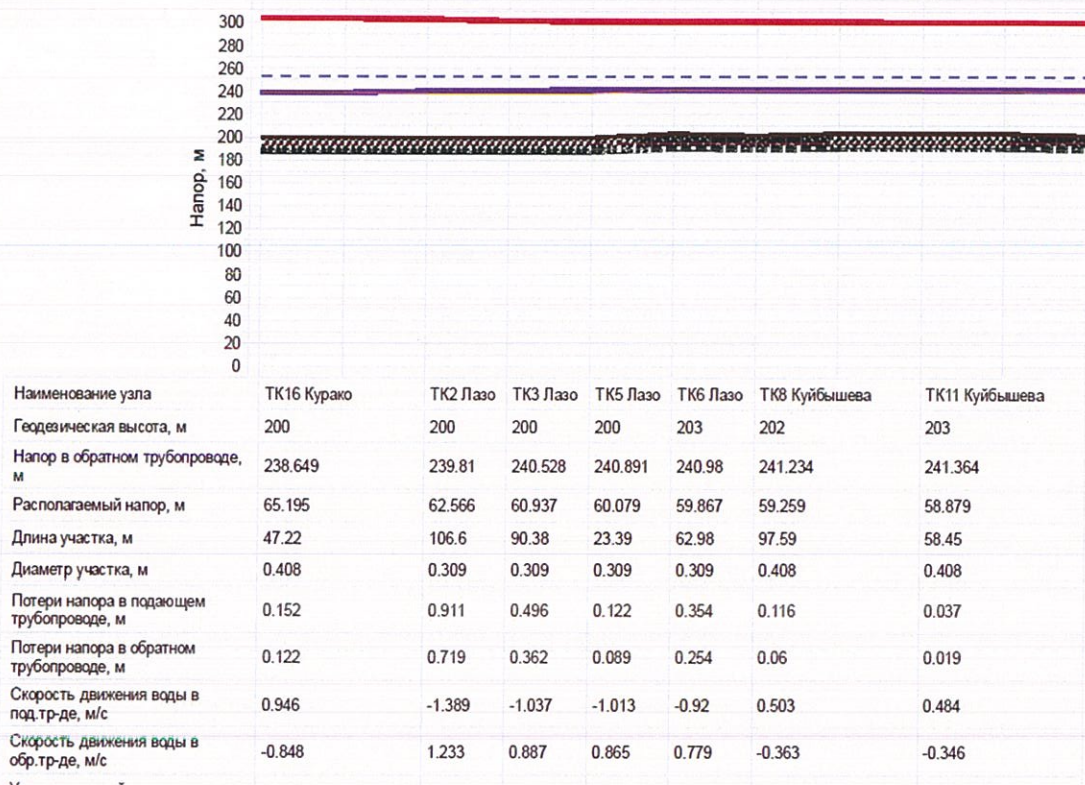 300
280
260
240
220
200
180
160
140
120
100
80
60
40
20
0
Напор, м
Наименование узла ТК16 Курако ТК2 Лазо ТК3 Лазо ТК5 Лазо ТК6 Лазо ТК8 Куйбышева ТК11 Куйбышева
Геодезическая высота, м 200 200 200 200 203 202 203
Напор в обратном трубопроводе,
м 238.649 239.81 240.528 240.891 240.98 241.234 241.364
Располагаемый напор, м 65.195 62.566 60.937 60.079 59.867 59.259 58.879
Длина участка, м 47.22 106.6 90.38 23.39 62.98 97.59 58.45
Диаметр участка, м 0.408 0.309 0.309 0.309 0.309 0.408 0.408
Потери напора в подающем
трубопроводе, м 0.152 0.911 0.496 0.122 0.354 0.116 0.037
Потери напора в обратном
трубопроводе, м 0.122 0.719 0.362 0.089 0.254 0.06 0.019
Скорость движения воды в
под.тр-де, м/с 0.946 -1.389 -1.037 -1.013 -0.92 0.503 0.484
Скорость движения воды в
обр.тр-де, м/с -0.848 1.233 0.887 0.865 0.779 -0.363 -0.346